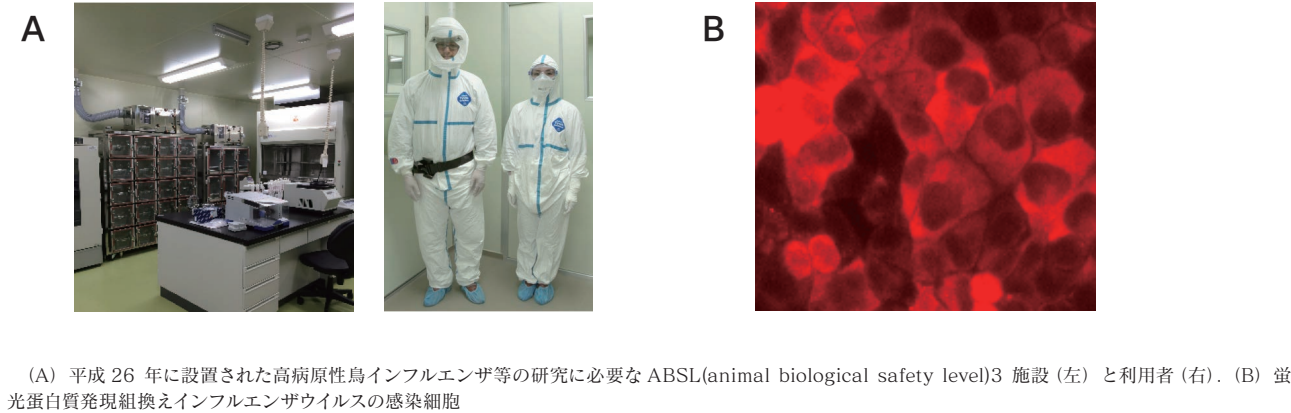 A
B
(A) 平成 26 年に設置された高病原性鳥インフルエンザ等の研究に必要な ABSL(animal biological safety level)3 施設 (左) と利用者 (右). (B) 蛍
光蛋白質発現組換えインフルエンザウイルスの感染細胞